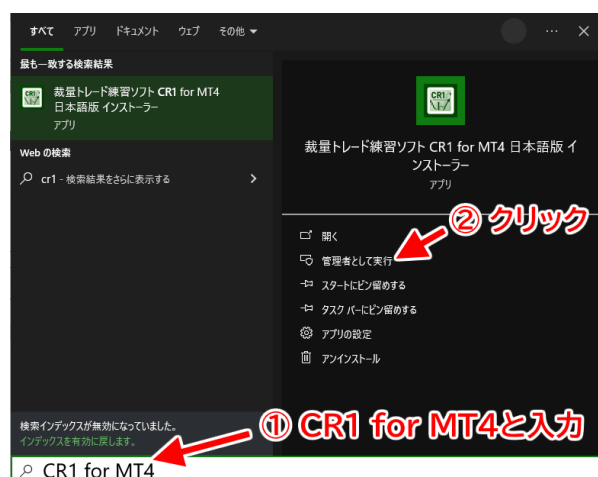 すべて アプリ ドキュメント ウェブ その他 ▾ ··· ×
最も一致する検索結果
CR1
裁量トレード練習ソフト CR1 for MT4
日本語版 インストーラー
アプリ
Web の検索
cr1 - 検索結果をさらに表示する >
CR1
裁量トレード練習ソフト CR1 for MT4 日本語版 イ
ンストーラー
アプリ
② クリック
開く
管理者として実行
スタートにピン留めする
タスク バーにピン留めする
アプリの設定
アンインストール
検索インデックスが無効になっていました。
インデックスを有効に戻します。
① CR1 for MT4と入力
CR1 for MT4